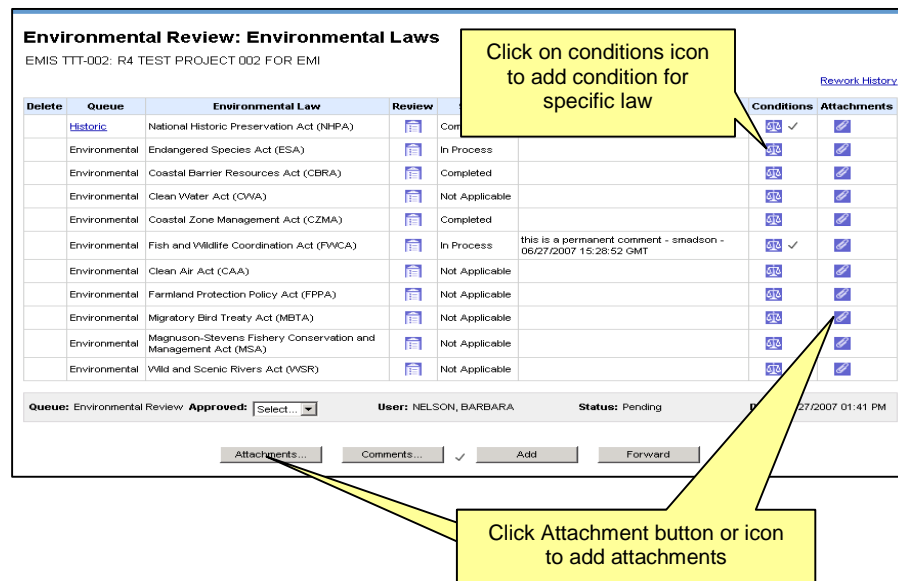 Environmental Review: Environmental Laws
EMIS TTT-002: R4 TEST PROJECT 002 FOR EMI
Click on conditions icon
to add condition for
specific law
Rework History
Delete Queue Environmental Law Review Conditions Attachments
Historic National Historic Preservation Act (NHPA)
Environmental Endangered Species Act (ESA) In Process
Environmental Coastal Barrier Resources Act (CBRA) Completed
Environmental Clean Water Act (CWA) Not Applicable
Environmental Coastal Zone Management Act (CZMA) Completed
Environmental Fish and Wildlife Coordination Act (FWCA) In Process this is a permanent comment - smadson -
06/27/2007 15:28:52 GMT
Environmental Clean Air Act (CAA) Not Applicable
Environmental Farmland Protection Policy Act (FPPA) Not Applicable
Environmental Migratory Bird Treaty Act (MBTA) Not Applicable
Environmental Magnuson-Stevens Fishery Conservation and
Management Act (MSA) Not Applicable
Environmental Wild and Scenic Rivers Act (WSR) Not Applicable
Queue: Environmental Review Approved: Select... User: NELSON, BARBARA Status: Pending 27/2007 01:41 PM
Attachments... Comments... Add Forward
Click Attachment button or icon
to add attachments